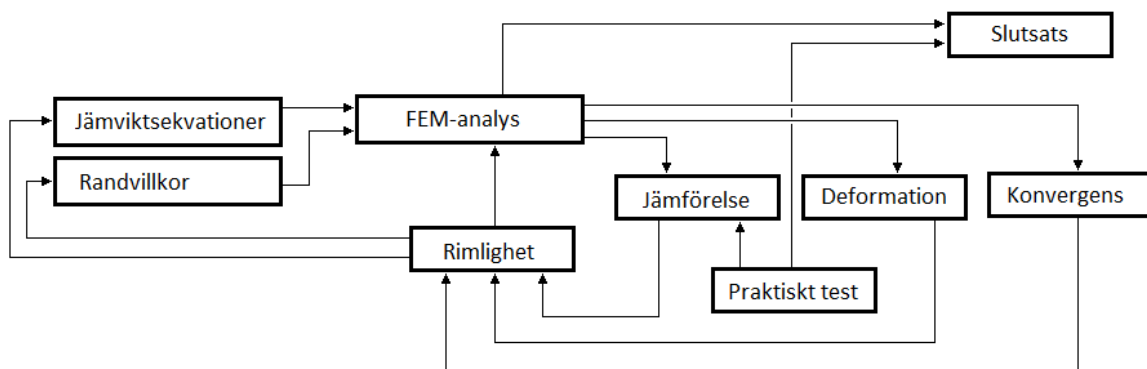 Slutsats
Jämviktsekvationer
FEM-analys
Randvillkor
Jämförelse
Deformation
Konvergens
Rimlighet
Praktiskt test